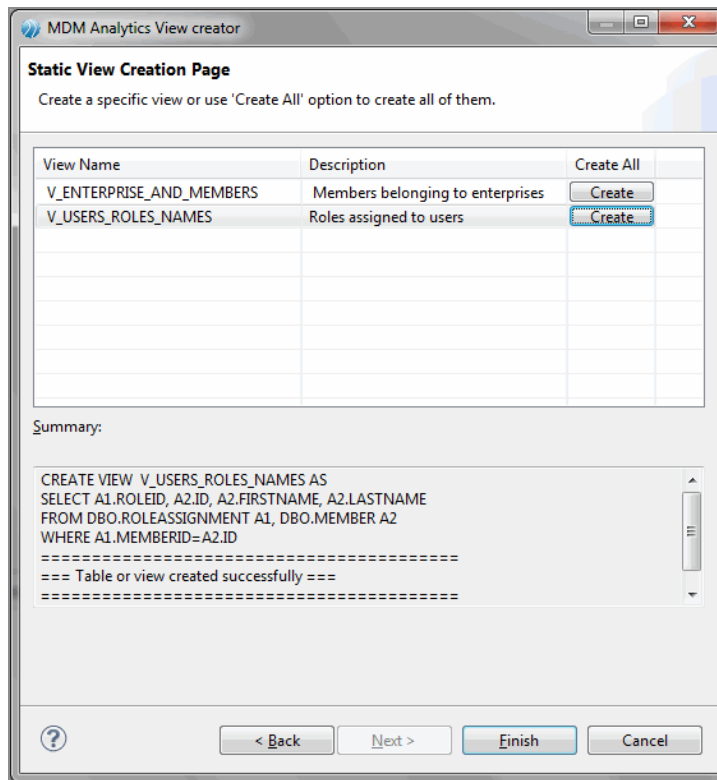 MDM Analytics View creator
Static View Creation Page
Create a specific view or use 'Create All' option to create all of them.
View Name Description Create All
V_ENTERPRISE_AND_MEMBERS Members belonging to enterprises Create
V_USERS_ROLES_NAMES Roles assigned to users Create
Summary:
CREATE VIEW V_USERS_ROLES_NAMES AS
SELECT A1.ROLEID, A2.ID, A2.FIRSTNAME, A2.LASTNAME
FROM DBO.ROLEASSIGNMENT A1, DBO.MEMBER A2
WHERE A1.MEMBERID=A2.ID
=========================================
=== Table or view created successfully ===
=========================================
? < Back Next > Finish Cancel